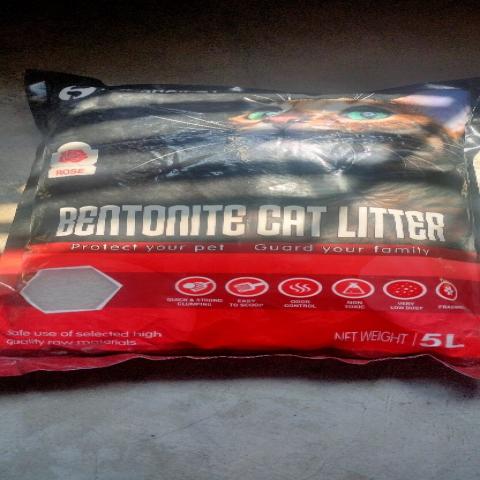 ROSE
BENTONITE CAT LITTER
Protect your pet Guard your family
QUICK & STRONG
CLUMPING
EASY
TO SCOOP
ODOR
CONTROL
NON
TOXIC
VERY
LOW DUST
Safe use of selected high
quality raw materials
NET WEIGHT | 5L